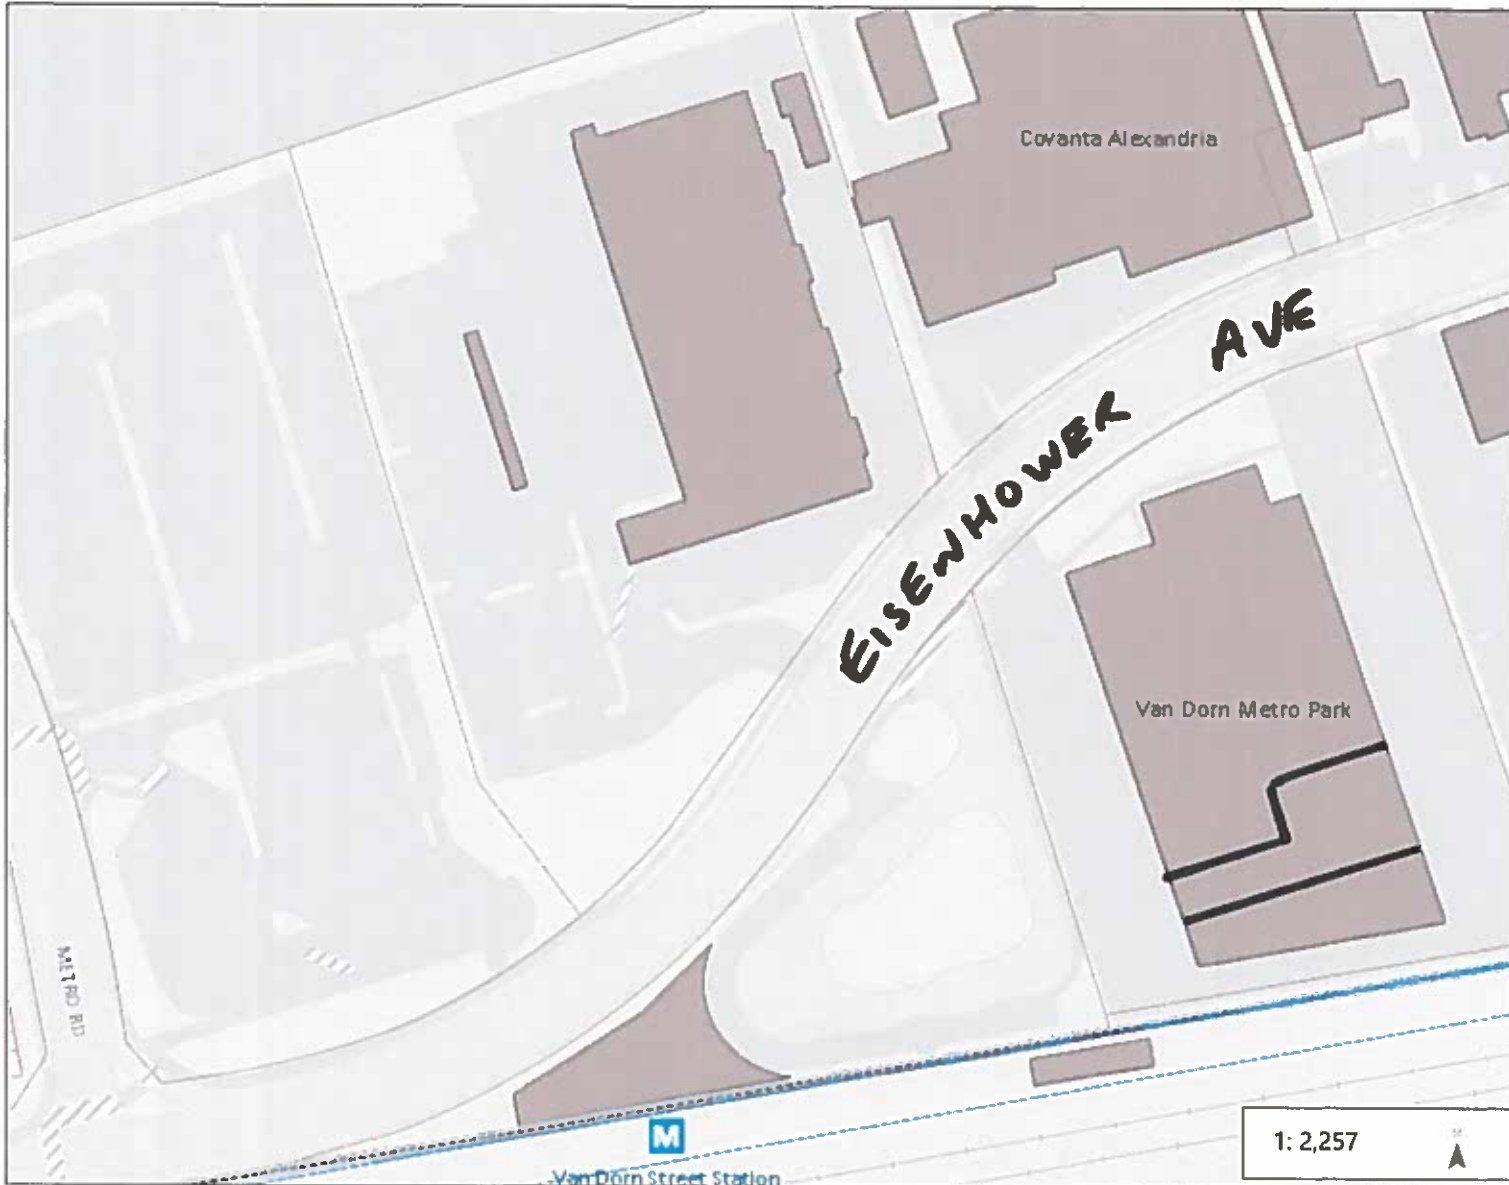 Covanta Alexandria
EISENHOWER AVE
Van Dorn Metro Park
METRO RD
M
Van Dorn Street Station
1: 2,257
N